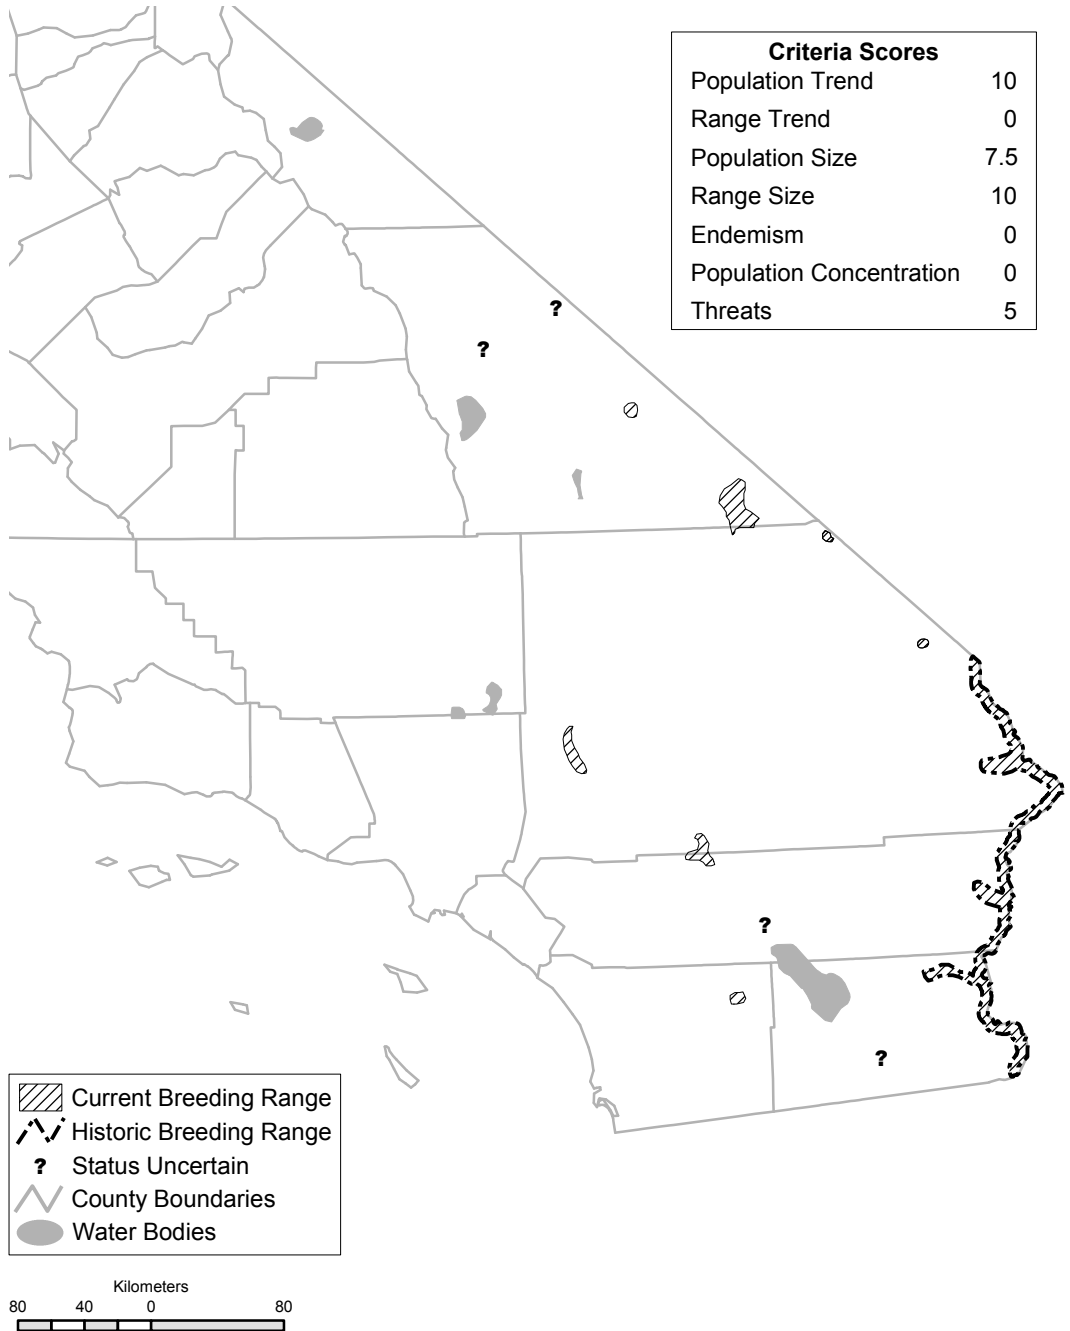 Criteria Scores
Population Trend 10
Range Trend 0
Population Size 7.5
Range Size 10
Endemism 0
Population Concentration 0
Threats 5
?
?
?
?
Current Breeding Range
Historic Breeding Range
? Status Uncertain
County Boundaries
Water Bodies
Kilometers
80 40 0 80